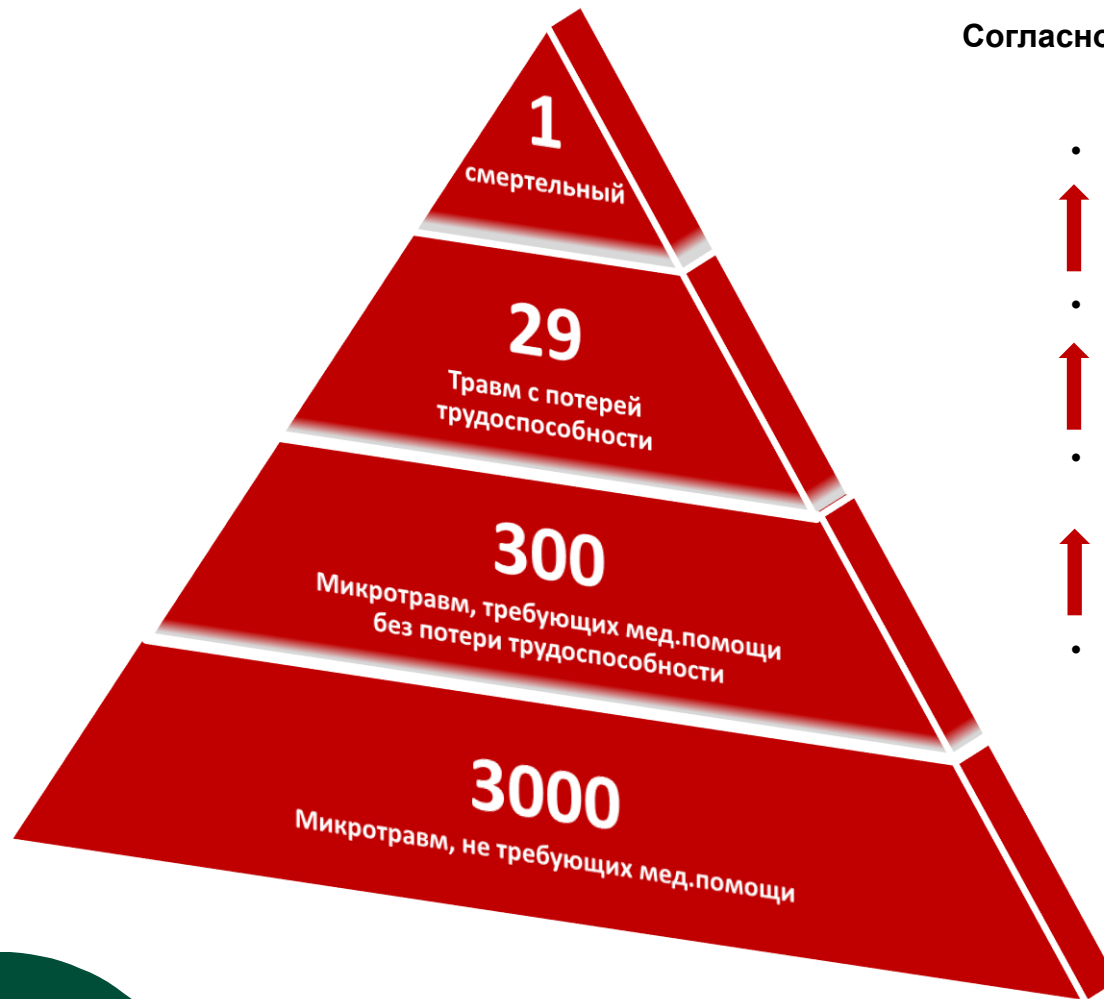 Согласно
1
смертельный
29
Травм с потерей
трудоспособности
300
Микротравм, требующих мед.помощи
без потери трудоспособности
3000
Микротравм, не требующих мед.помощи